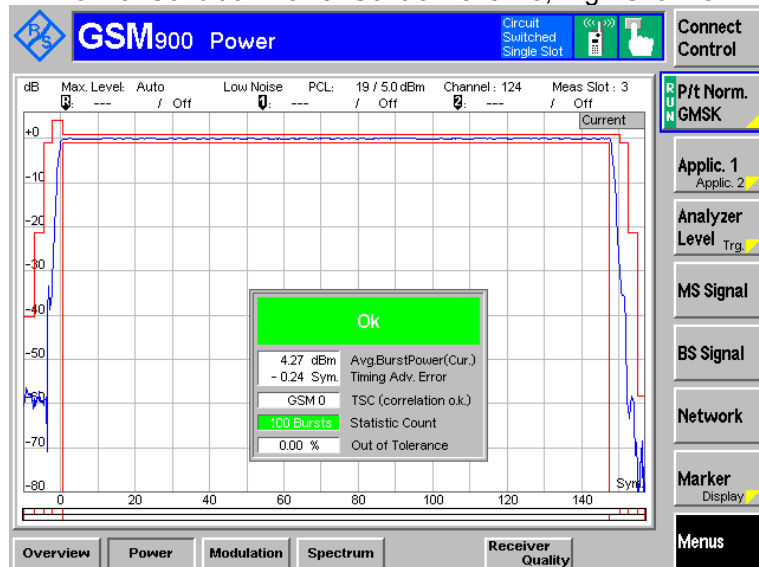 R/S
GSM900 Power
Circuit Switched Single Slot
Connect Control
dB Max. Level: Auto Low Noise PCL: 19 / 5.0 dBm Channel : 124 Meas Slot : 3
1: --- / Off --- / Off 2: --- / Off
Current
RUN
P/t Norm. GMSK
Applic. 1
Applic. 2
Analyzer Level Trg.
MS Signal
BS Signal
Network
Marker
Display
Menus
+0
-10
-20
-30
-40
-50
-60
-70
-80
Ok
4.27 dBm Avg.BurstPower(Cur.)
- 0.24 Sym. Timing Adv. Error
GSM 0 TSC (correlation o.k.)
100 Bursts Statistic Count
0.00 % Out of Tolerance
0 20 40 60 80 100 120 140
Sym
Overview Power Modulation Spectrum Receiver Quality